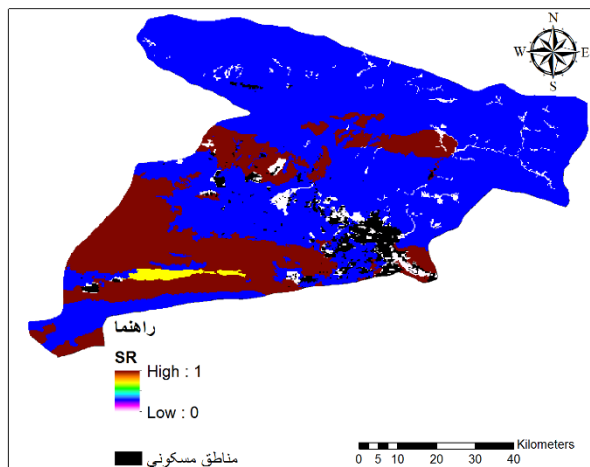 N
W E
S
راهنما
SR
High : 1
Low : 0
مناطق مسکونی
Kilometers
0 5 10 20 30 40